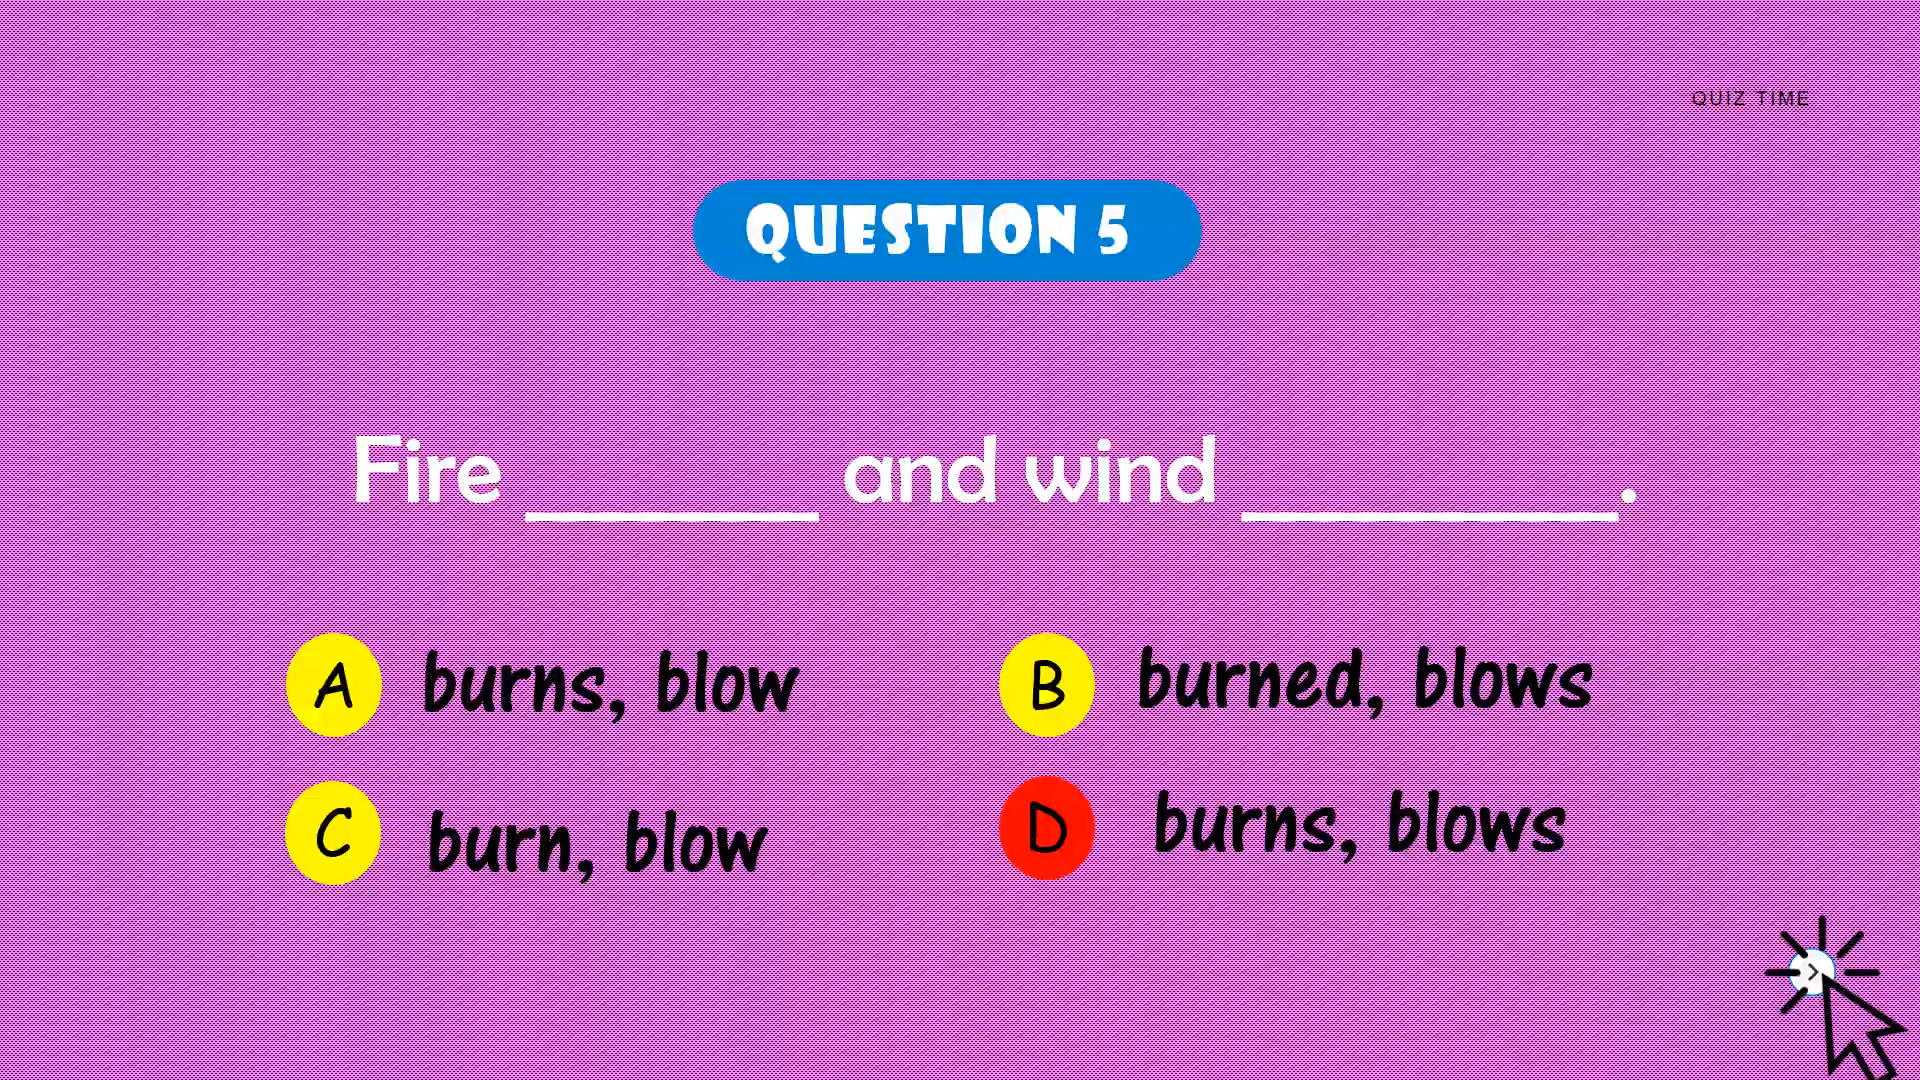 QUIZ TIME
QUESTION 5
Fire ________ and wind __________.
A burns, blow
B burned, blows
C burn, blow
D burns, blows